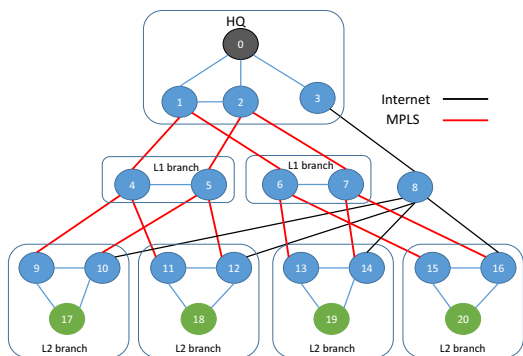 HQ
0
1 2 3
Internet
MPLS
L1 branch L1 branch
4 5 6 7 8
9 10 11 12 13 14 15 16
17 18 19 20
L2 branch L2 branch L2 branch L2 branch